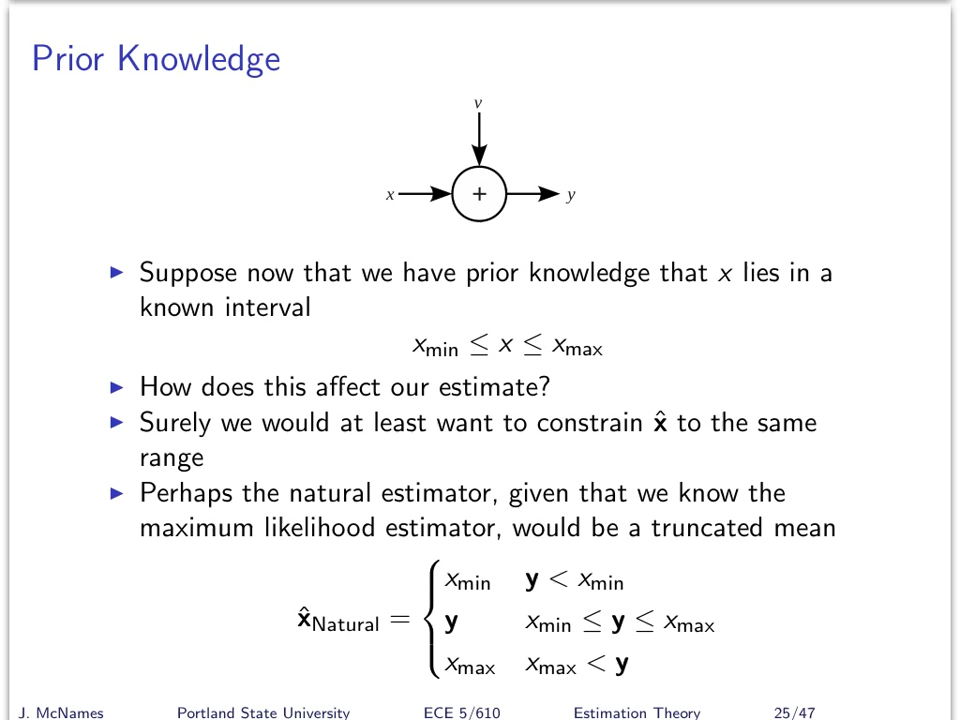 Prior Knowledge
v
x + y
▶ Suppose now that we have prior knowledge that x lies in a
known interval
x_min ≤ x ≤ x_max
▶ How does this affect our estimate?
▶ Surely we would at least want to constrain x̂ to the same
range
▶ Perhaps the natural estimator, given that we know the
maximum likelihood estimator, would be a truncated mean
x_min y < x_min
x̂_Natural = { y x_min ≤ y ≤ x_max
x_max x_max < y
J. McNames Portland State University ECE 5/610 Estimation Theory 25/47